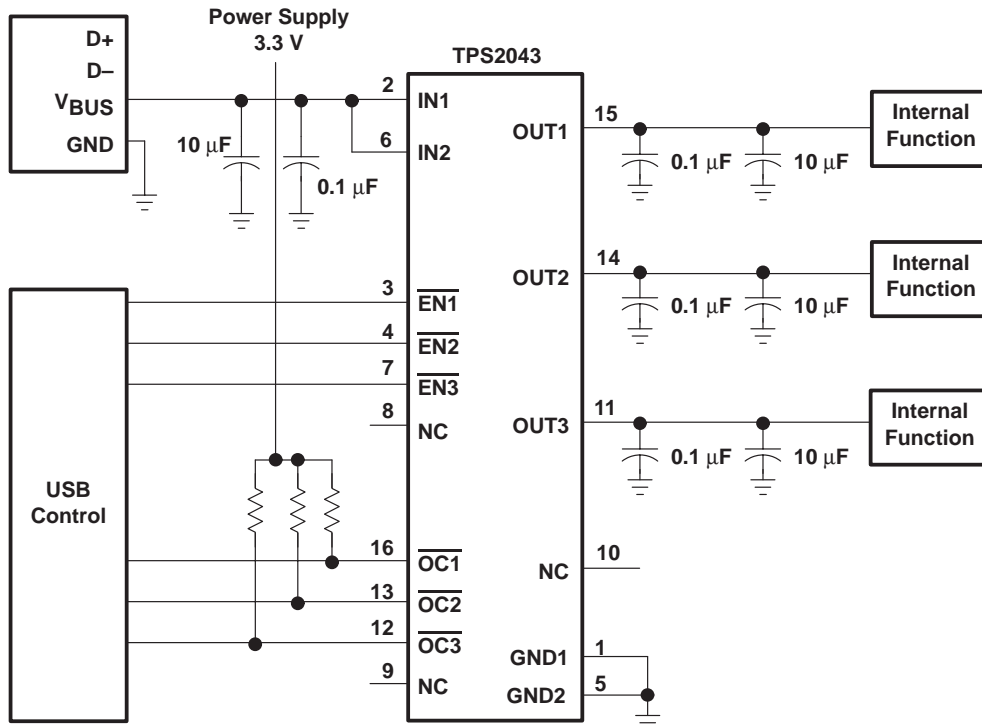 Power Supply
3.3 V
TPS2043
D+
D–
VBUS
GND
10 μF
0.1 μF
2
IN1
6
IN2
3
EN1
4
EN2
7
EN3
8
NC
USB
Control
16
OC1
13
OC2
12
OC3
9
NC
OUT1
15
0.1 μF
10 μF
Internal
Function
OUT2
14
0.1 μF
10 μF
Internal
Function
OUT3
11
0.1 μF
10 μF
Internal
Function
NC
10
GND1
1
GND2
5